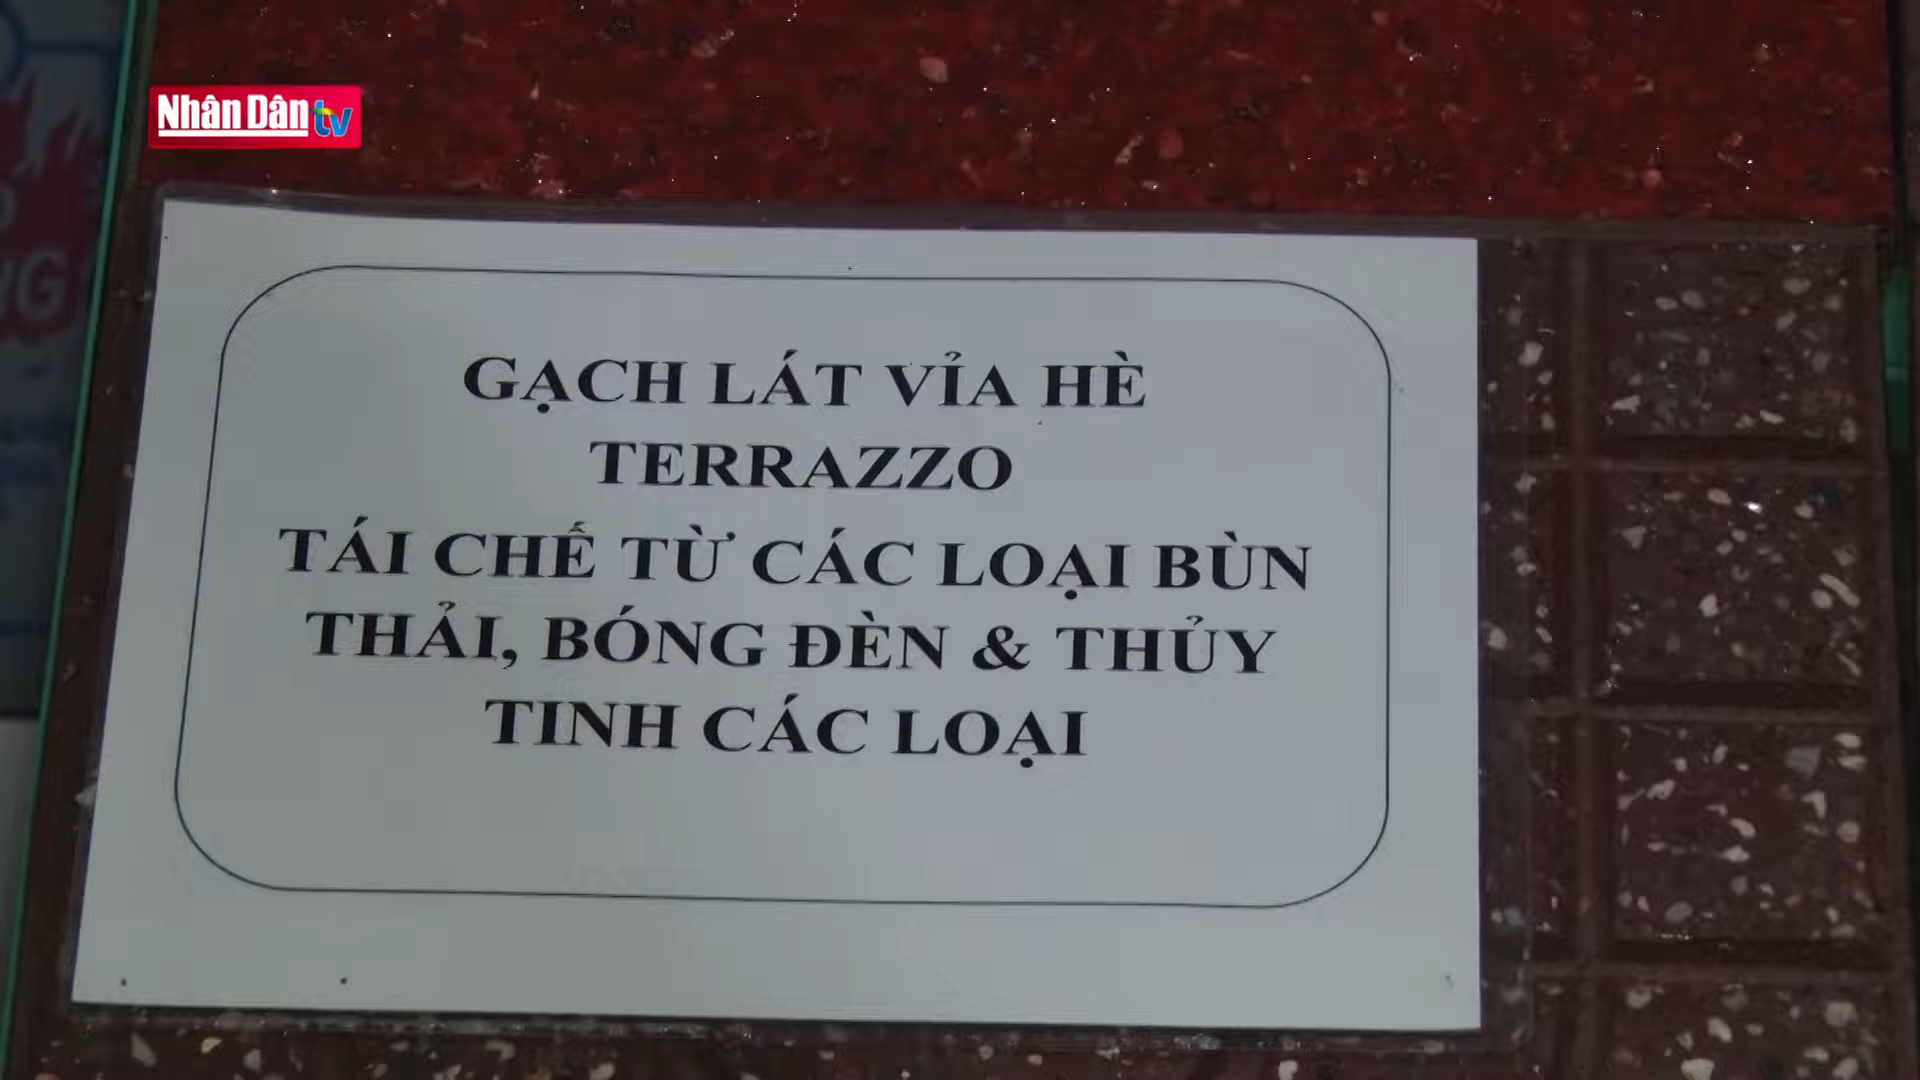 Nhân Dân tv
GẠCH LÁT VỈA HÈ
TERRAZZO
TÁI CHẾ TỪ CÁC LOẠI BÙN
THẢI, BÓNG ĐÈN & THỦY
TINH CÁC LOẠI